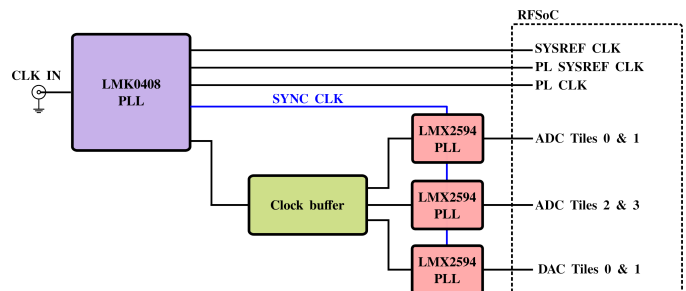 RFSoC
CLK IN
LMK0408
PLL
SYSREF CLK
PL SYSREF CLK
PL CLK
SYNC CLK
LMX2594
PLL
ADC Tiles 0 & 1
Clock buffer
LMX2594
PLL
ADC Tiles 2 & 3
LMX2594
PLL
DAC Tiles 0 & 1